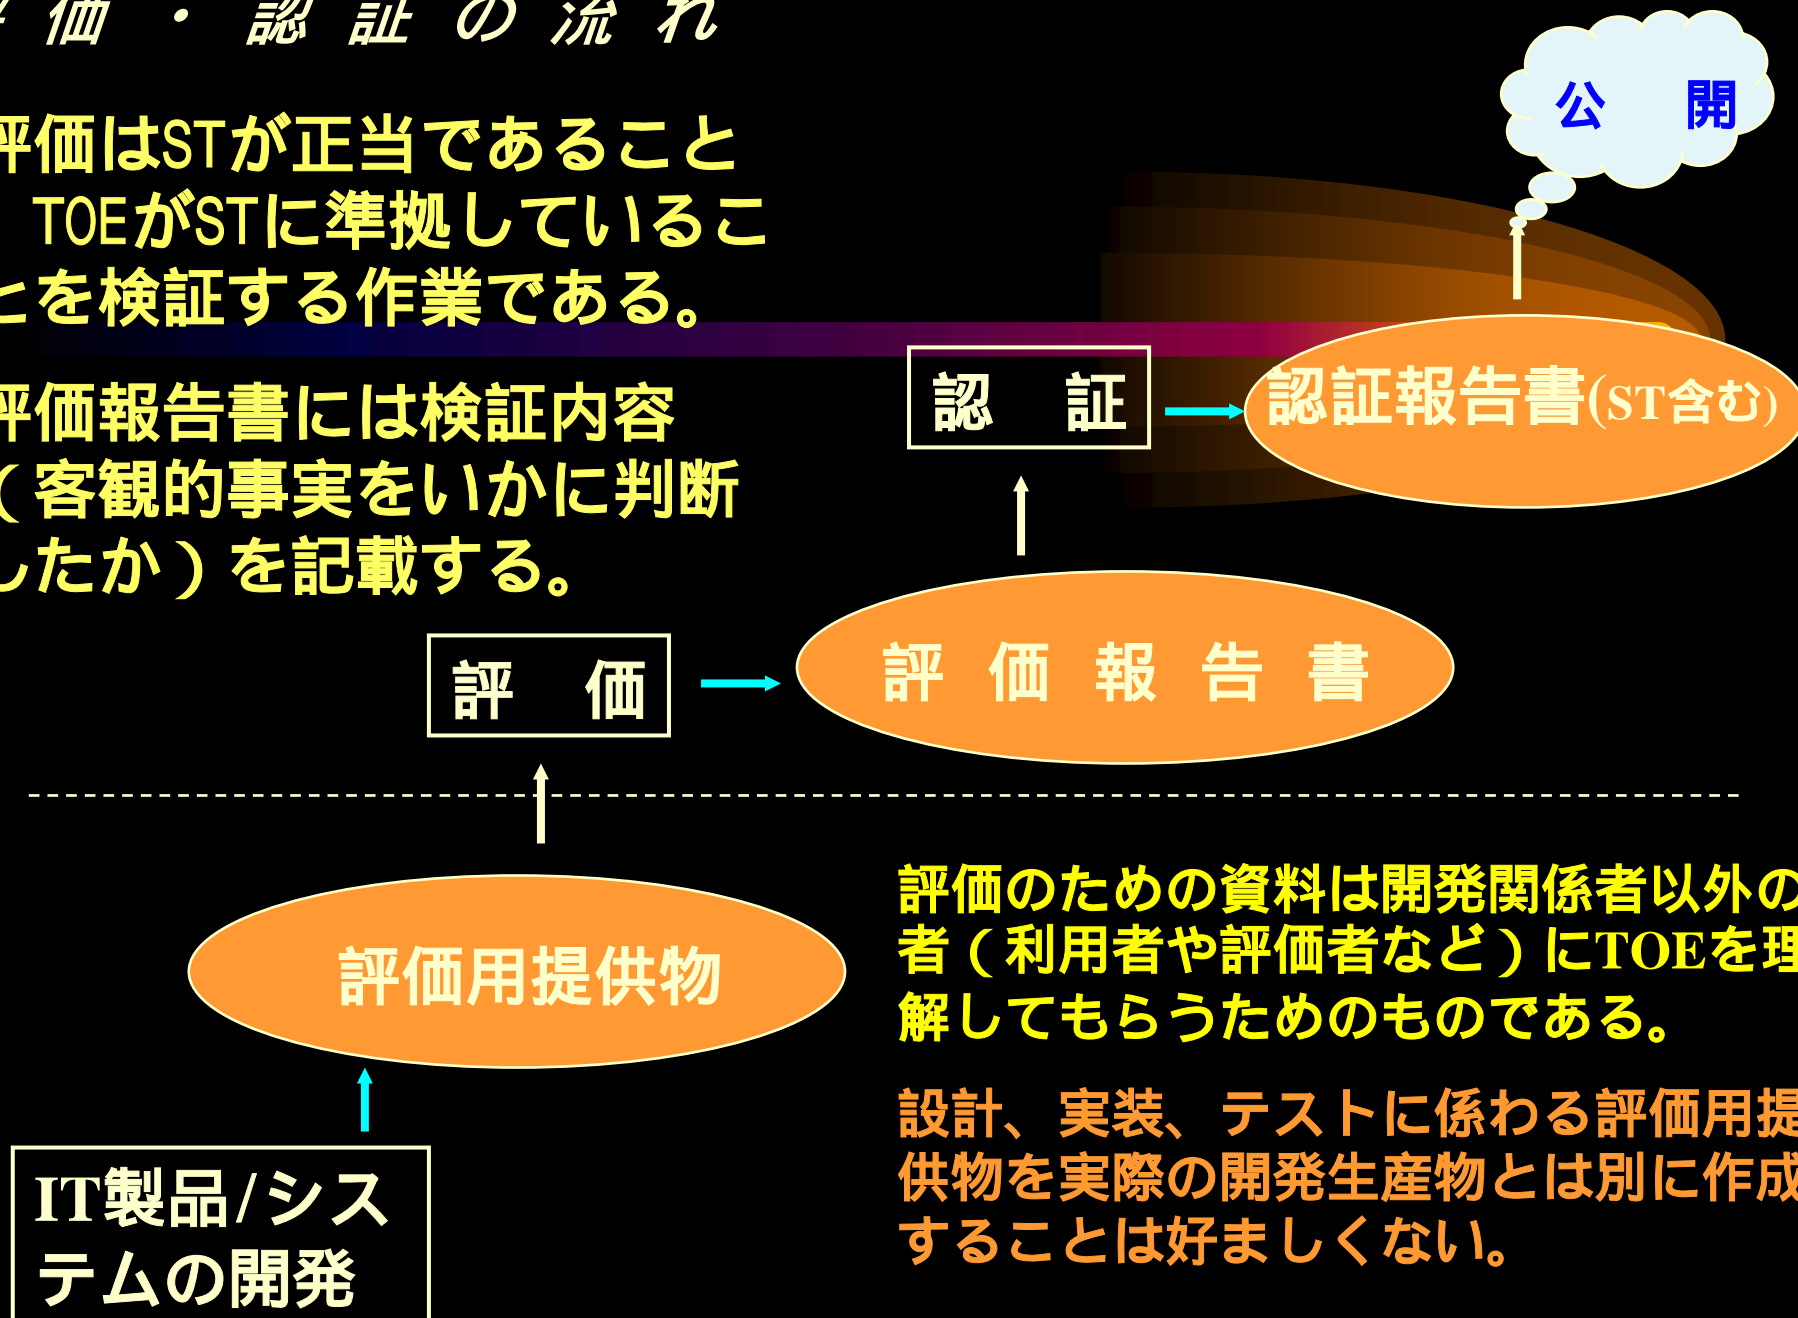 評価・認証の流れ
評価はSTが正当であること
、TOEがSTに準拠しているこ
とを検証する作業である。
評価報告書には検証内容
（客観的事実をいかに判断
したか）を記載する。
公　開
認　証
認証報告書(ST含む)
評　価
評 価 報 告 書
評価用提供物
IT製品/シス
テムの開発
評価のための資料は開発関係者以外の
者（利用者や評価者など）にTOEを理
解してもらうためのものである。
設計、実装、テストに係わる評価用提
供物を実際の開発生産物とは別に作成
することは好ましくない。